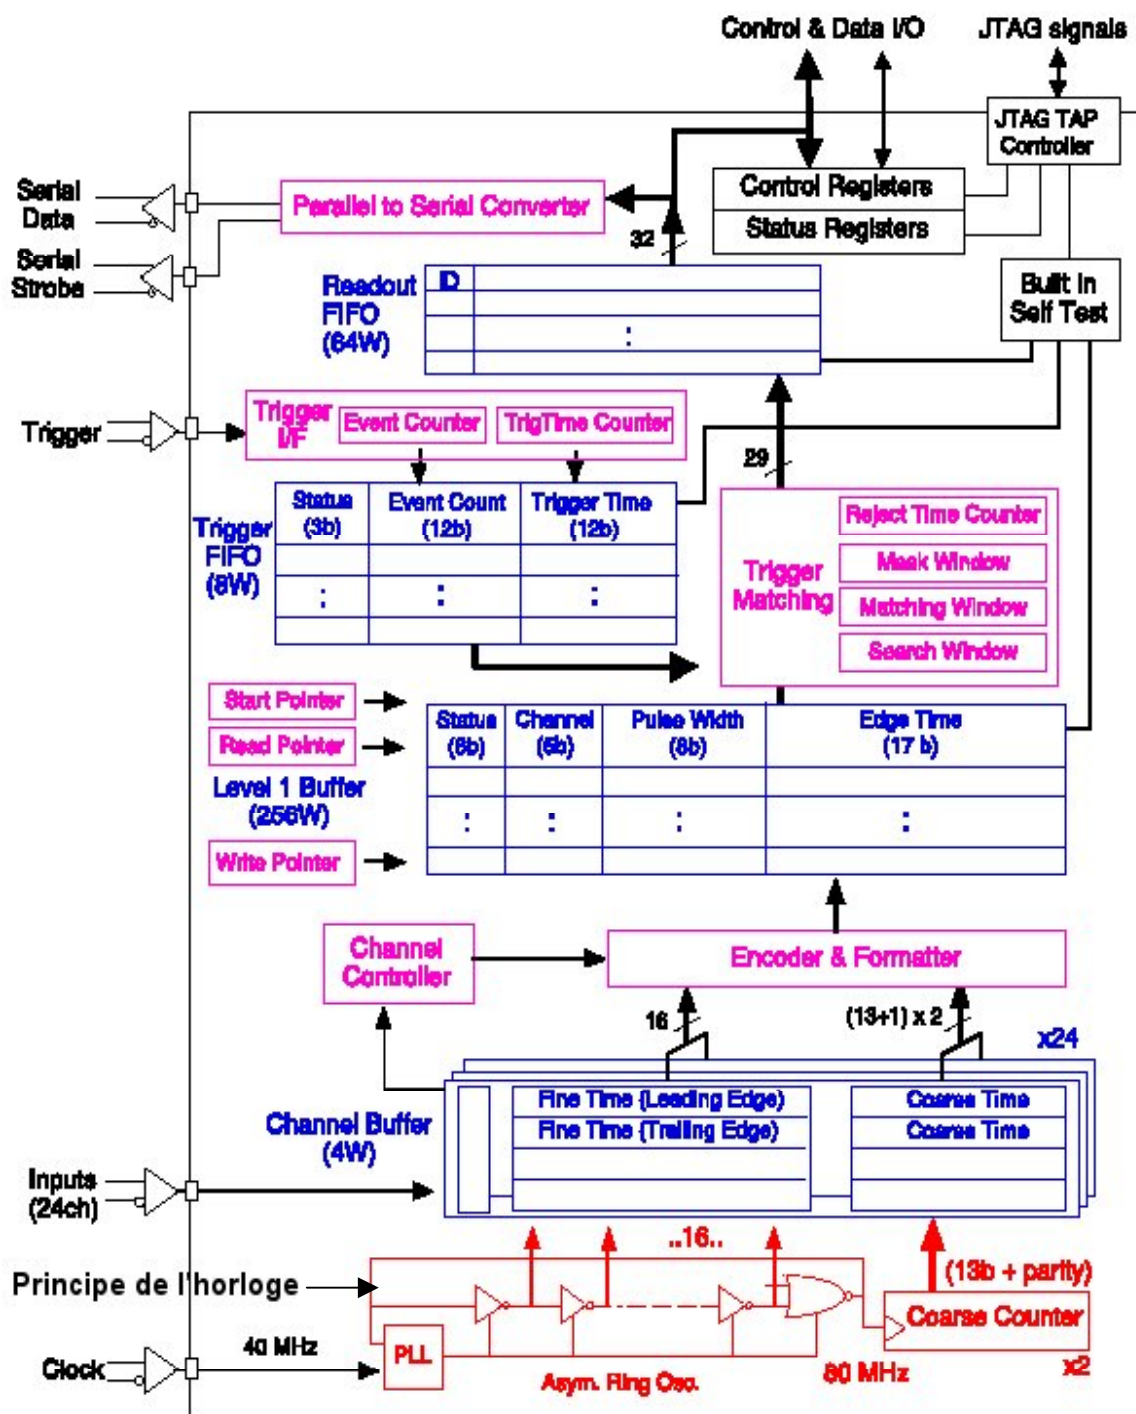 Control & Data I/O
JTAG signals
JTAG TAP
Controller
Serial
Data
Parallel to Serial Converter
Control Registers
Status Registers
32
Serial
Strobe
Readout
FIFO
(64W)
ID
:
Built in
Self Test
Trigger
Trigger
I/F
Event Counter
TrigTime Counter
29
Trigger
FIFO
(8W)
Status
(3b)
Event Count
(12b)
Trigger Time
(12b)
:
:
:
Trigger
Matching
Reject Time Counter
Mask Window
Matching Window
Search Window
Start Pointer
Read Pointer
Level 1 Buffer
(256W)
Write Pointer
Status
(6b)
Channel
(5b)
Pulse Width
(8b)
Edge Time
(17 b)
:
:
:
:
Channel
Controller
Encoder & Formatter
16
(13+1) x 2
x24
Channel Buffer
(4W)
Fine Time (Leading Edge)
Coarse Time
Fine Time (Trailing Edge)
Coarse Time
Inputs
(24ch)
..16..
(13b + parity)
Principe de l'horloge
Coarse Counter
x2
Clock
40 MHz
PLL
Asym. Ring Osc.
80 MHz